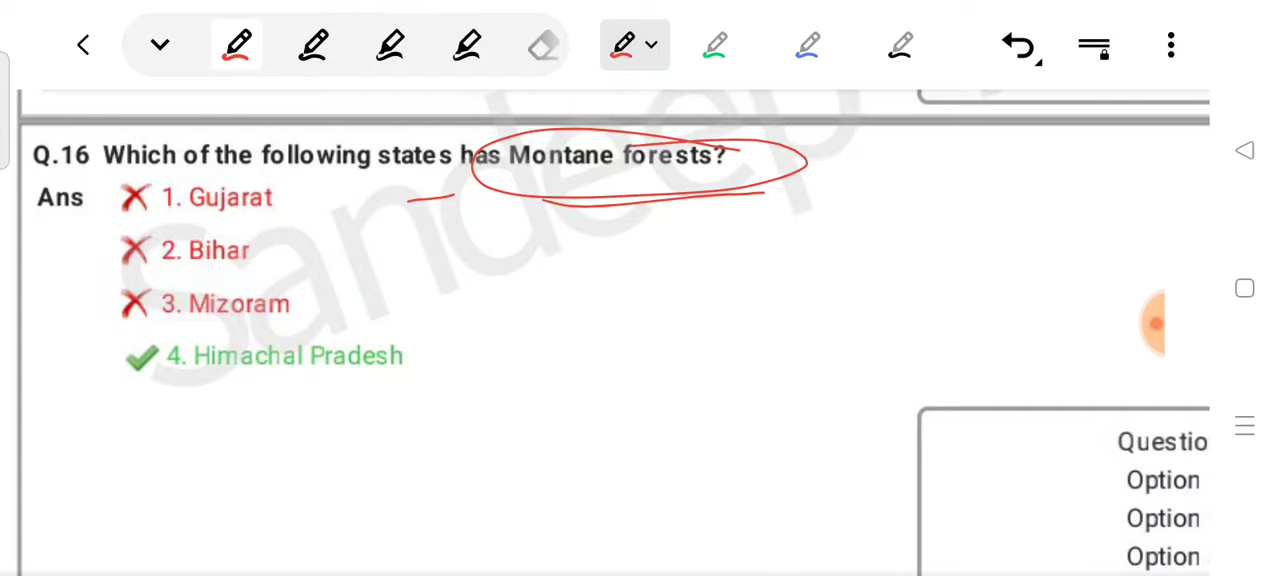 Sandeep
Q.16 Which of the following states has Montane forests?
Ans 1. Gujarat
2. Bihar
3. Mizoram
4. Himachal Pradesh
Questio
Option
Option
Option